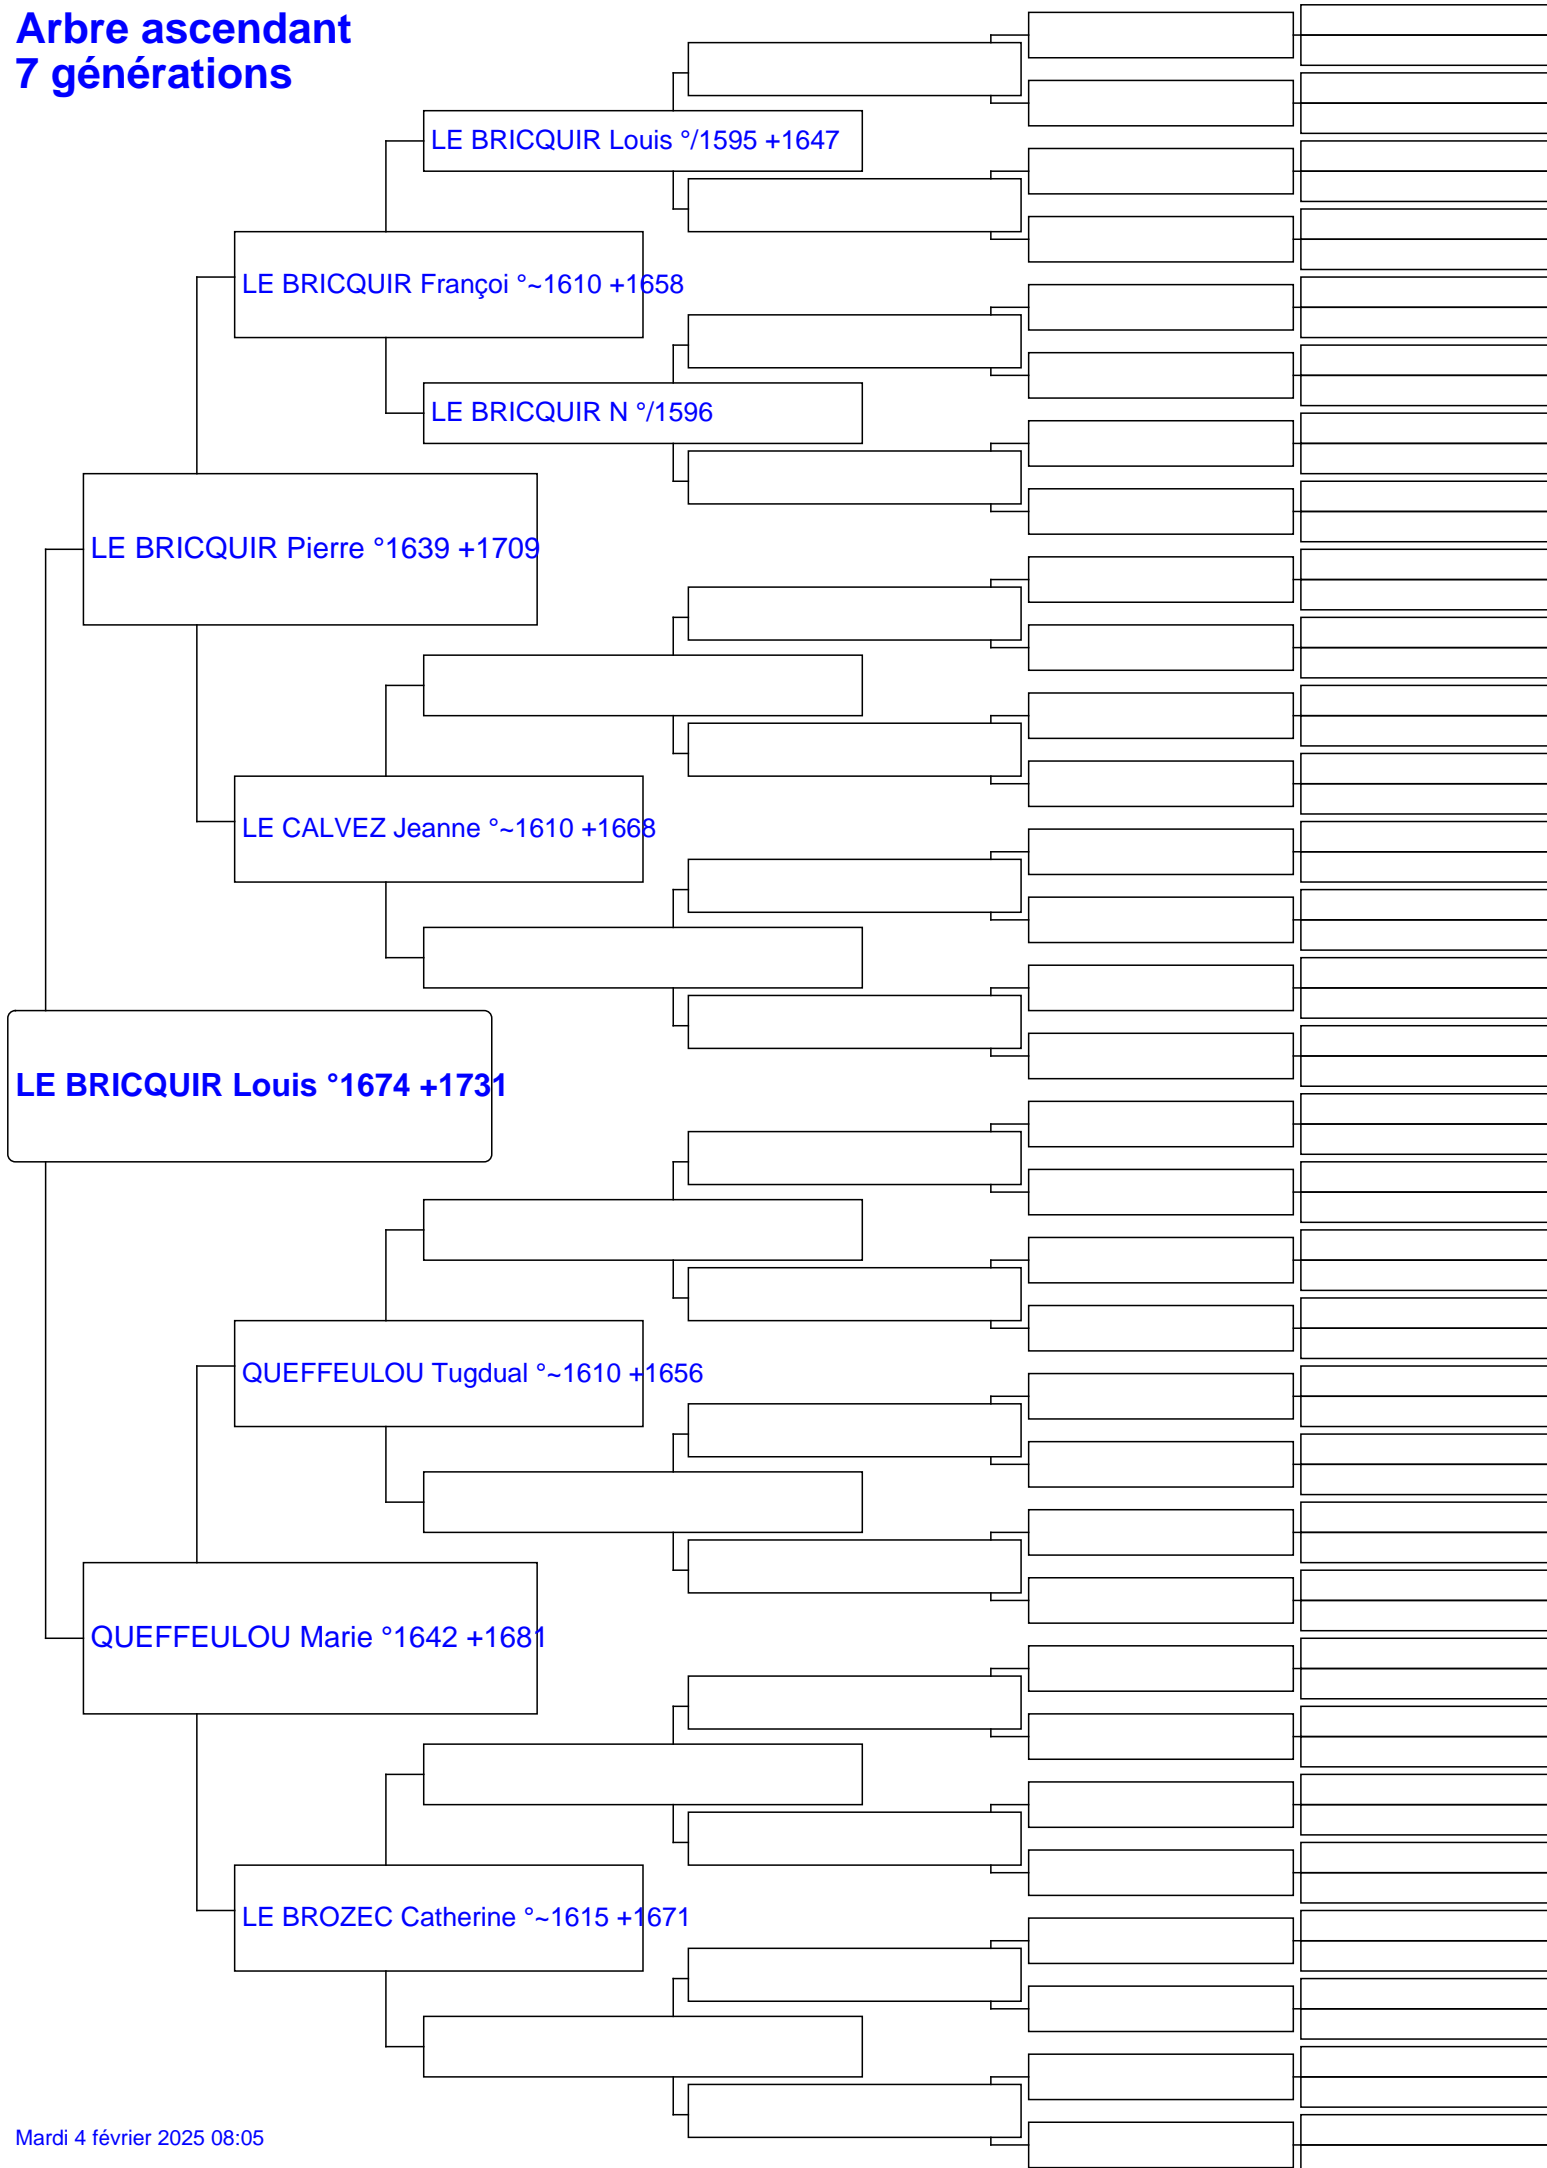 Arbre ascendant
7 générations
LE BRICQUIR Louis °/1595 +1647
LE BRICQUIR Françoi °~1610 +1658
LE BRICQUIR N °/1596
LE BRICQUIR Pierre °1639 +1709
LE CALVEZ Jeanne °~1610 +1668
LE BRICQUIR Louis °1674 +1731
QUEFFEULOU Tugdual °~1610 +1656
QUEFFEULOU Marie °1642 +1681
LE BROZEC Catherine °~1615 +1671
Mardi 4 février 2025 08:05